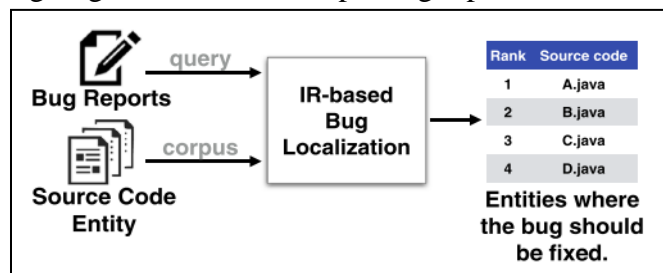 query
Bug Reports
corpus
Source Code
Entity
IR-based
Bug
Localization
Rank Source code
1 A.java
2 B.java
3 C.java
4 D.java
Entities where
the bug should
be fixed.